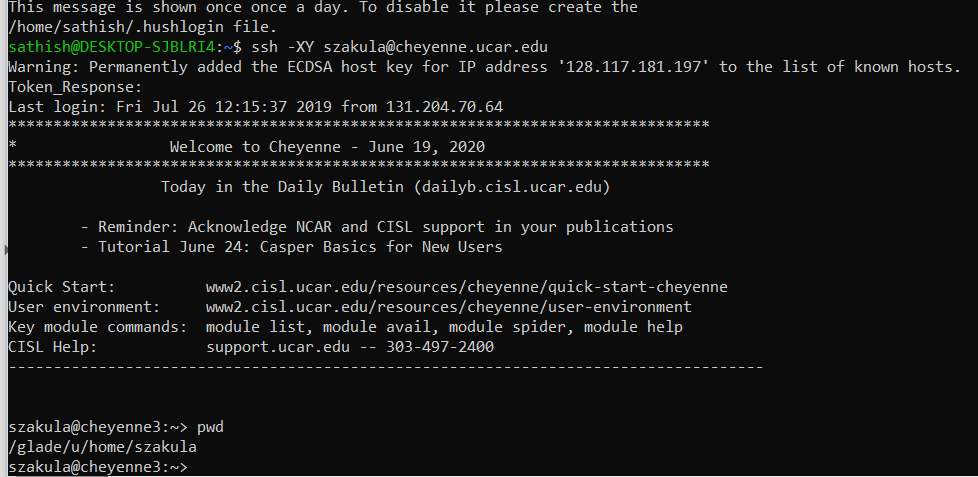 This message is shown once once a day. To disable it please create the
/home/sathish/.hushlogin file.
sathish@DESKTOP-SJBLRI4:~$ ssh -XY szakula@cheyenne.ucar.edu
Warning: Permanently added the ECDSA host key for IP address '128.117.181.197' to the list of known hosts.
Token_Response:
Last login: Fri Jul 26 12:15:37 2019 from 131.204.70.64
******************************************************************************
*                 Welcome to Cheyenne - June 19, 2020
******************************************************************************
Today in the Daily Bulletin (dailyb.cisl.ucar.edu)
- Reminder: Acknowledge NCAR and CISL support in your publications
- Tutorial June 24: Casper Basics for New Users
Quick Start:          www2.cisl.ucar.edu/resources/cheyenne/quick-start-cheyenne
User environment:     www2.cisl.ucar.edu/resources/cheyenne/user-environment
Key module commands:  module list, module avail, module spider, module help
CISL Help:            support.ucar.edu -- 303-497-2400
------------------------------------------------------------------------------------
szakula@cheyenne3:~> pwd
/glade/u/home/szakula
szakula@cheyenne3:~>